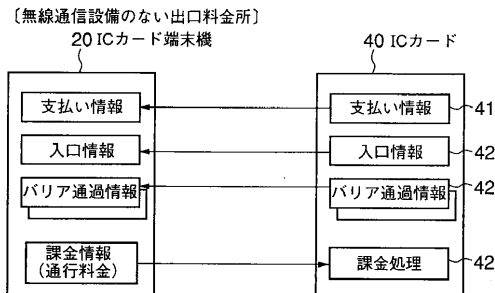 〔無線通信設備のない出口料金所〕
20 ICカード端末機
40 ICカード
支払い情報
支払い情報
41
入口情報
入口情報
42
バリア通過情報
バリア通過情報
42
課金情報
(通行料金)
課金処理
42